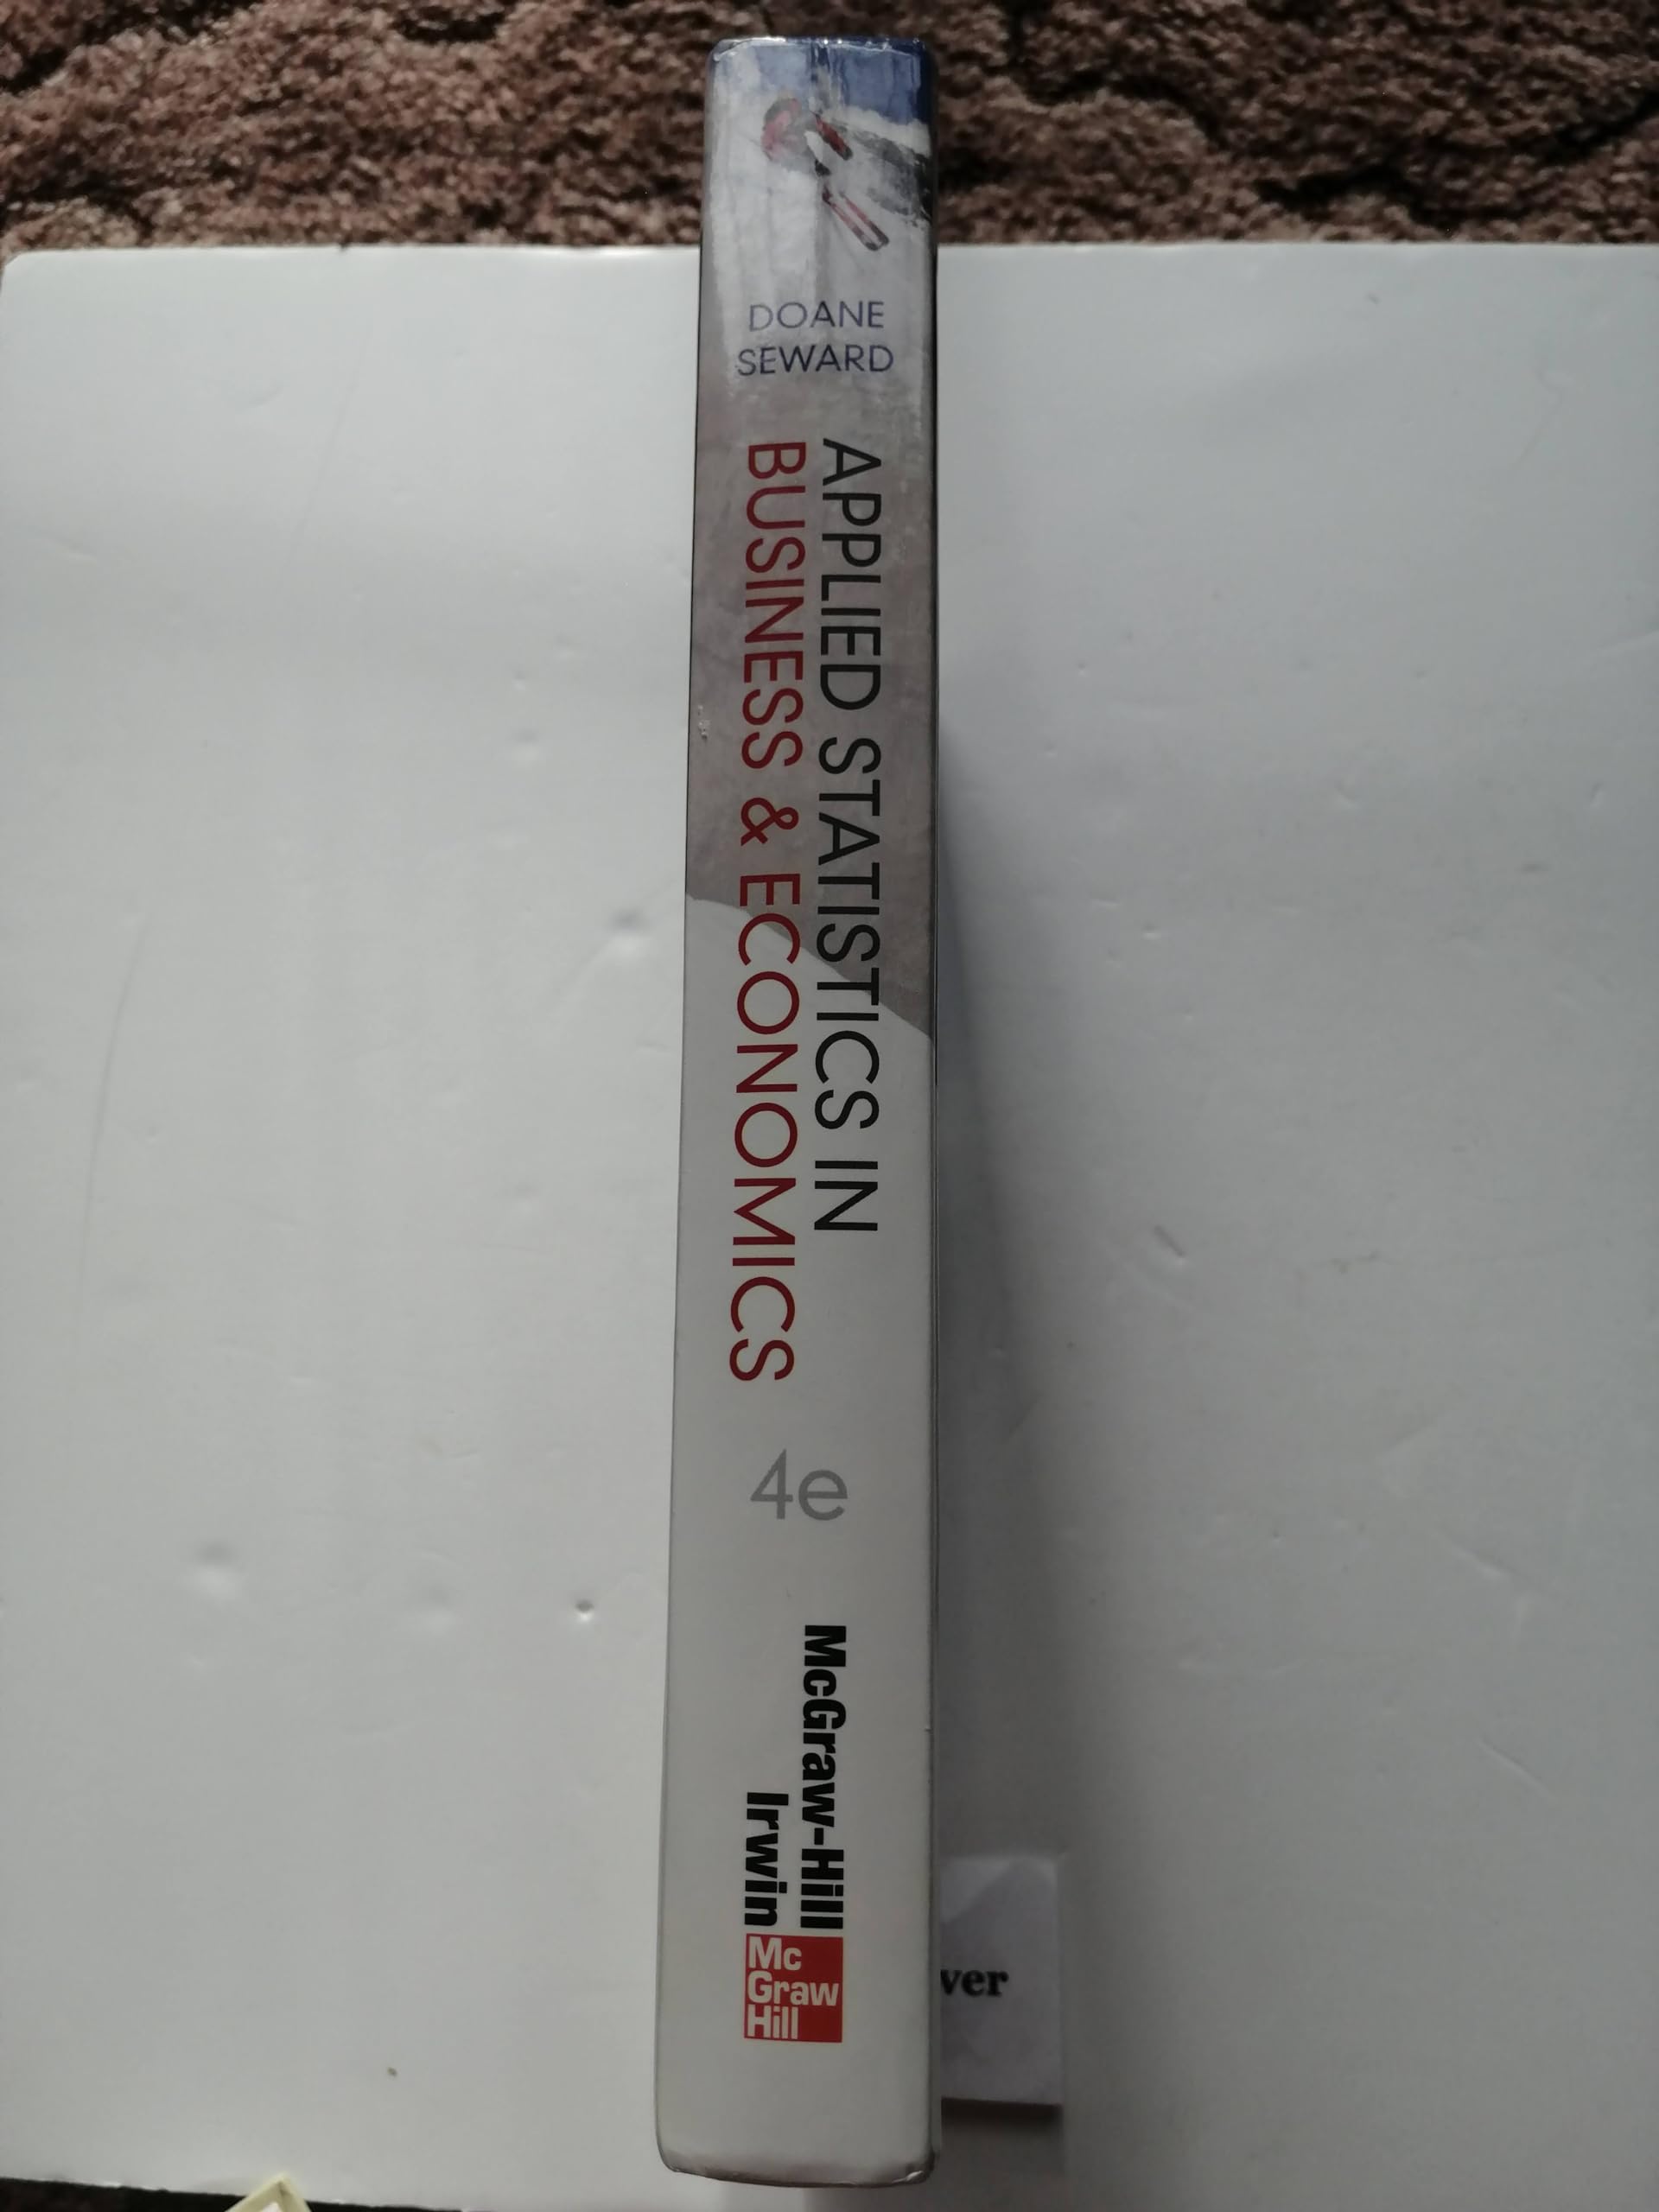 DOANE
SEWARD
APPLIED STATISTICS IN
BUSINESS & ECONOMICS
4e
McGraw-Hill
Irwin
Mc
Graw
Hill
ver